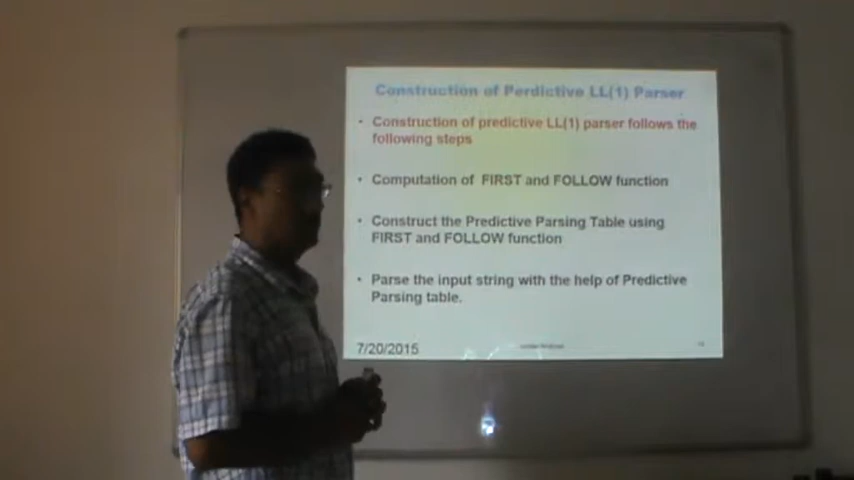 Construction of Perdictive LL(1) Parser
• Construction of predictive LL(1) parser follows the
following steps
• Computation of FIRST and FOLLOW function
• Construct the Predictive Parsing Table using
FIRST and FOLLOW function
• Parse the input string with the help of Predictive
Parsing table.
7/20/2015